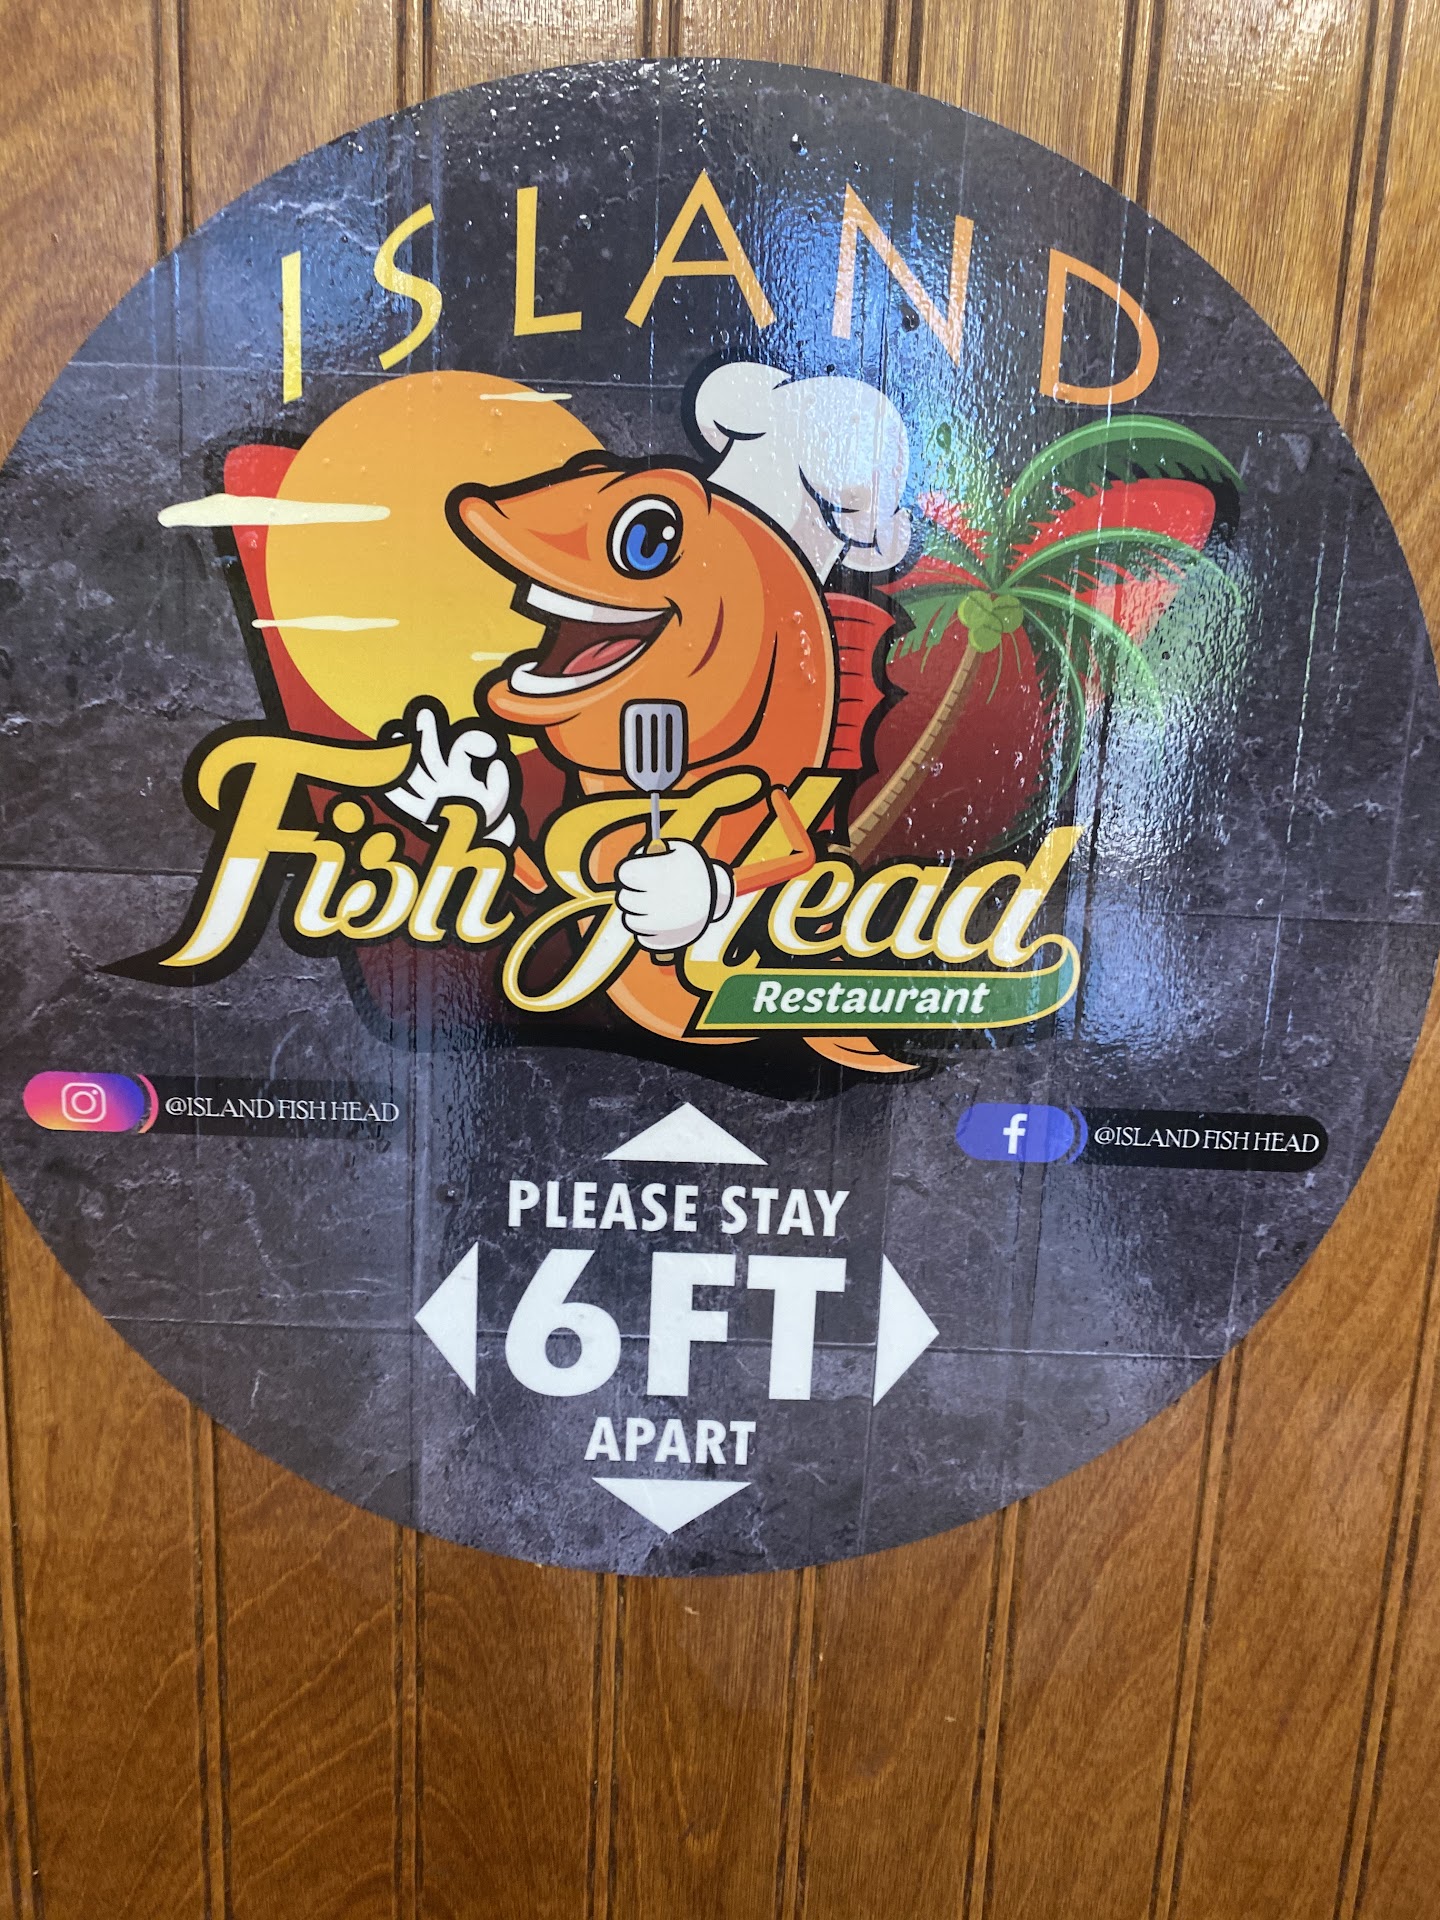 ISLAND
Fish Head
Restaurant
@ISLAND FISH HEAD
@ISLAND FISH HEAD
PLEASE STAY
6FT
APART